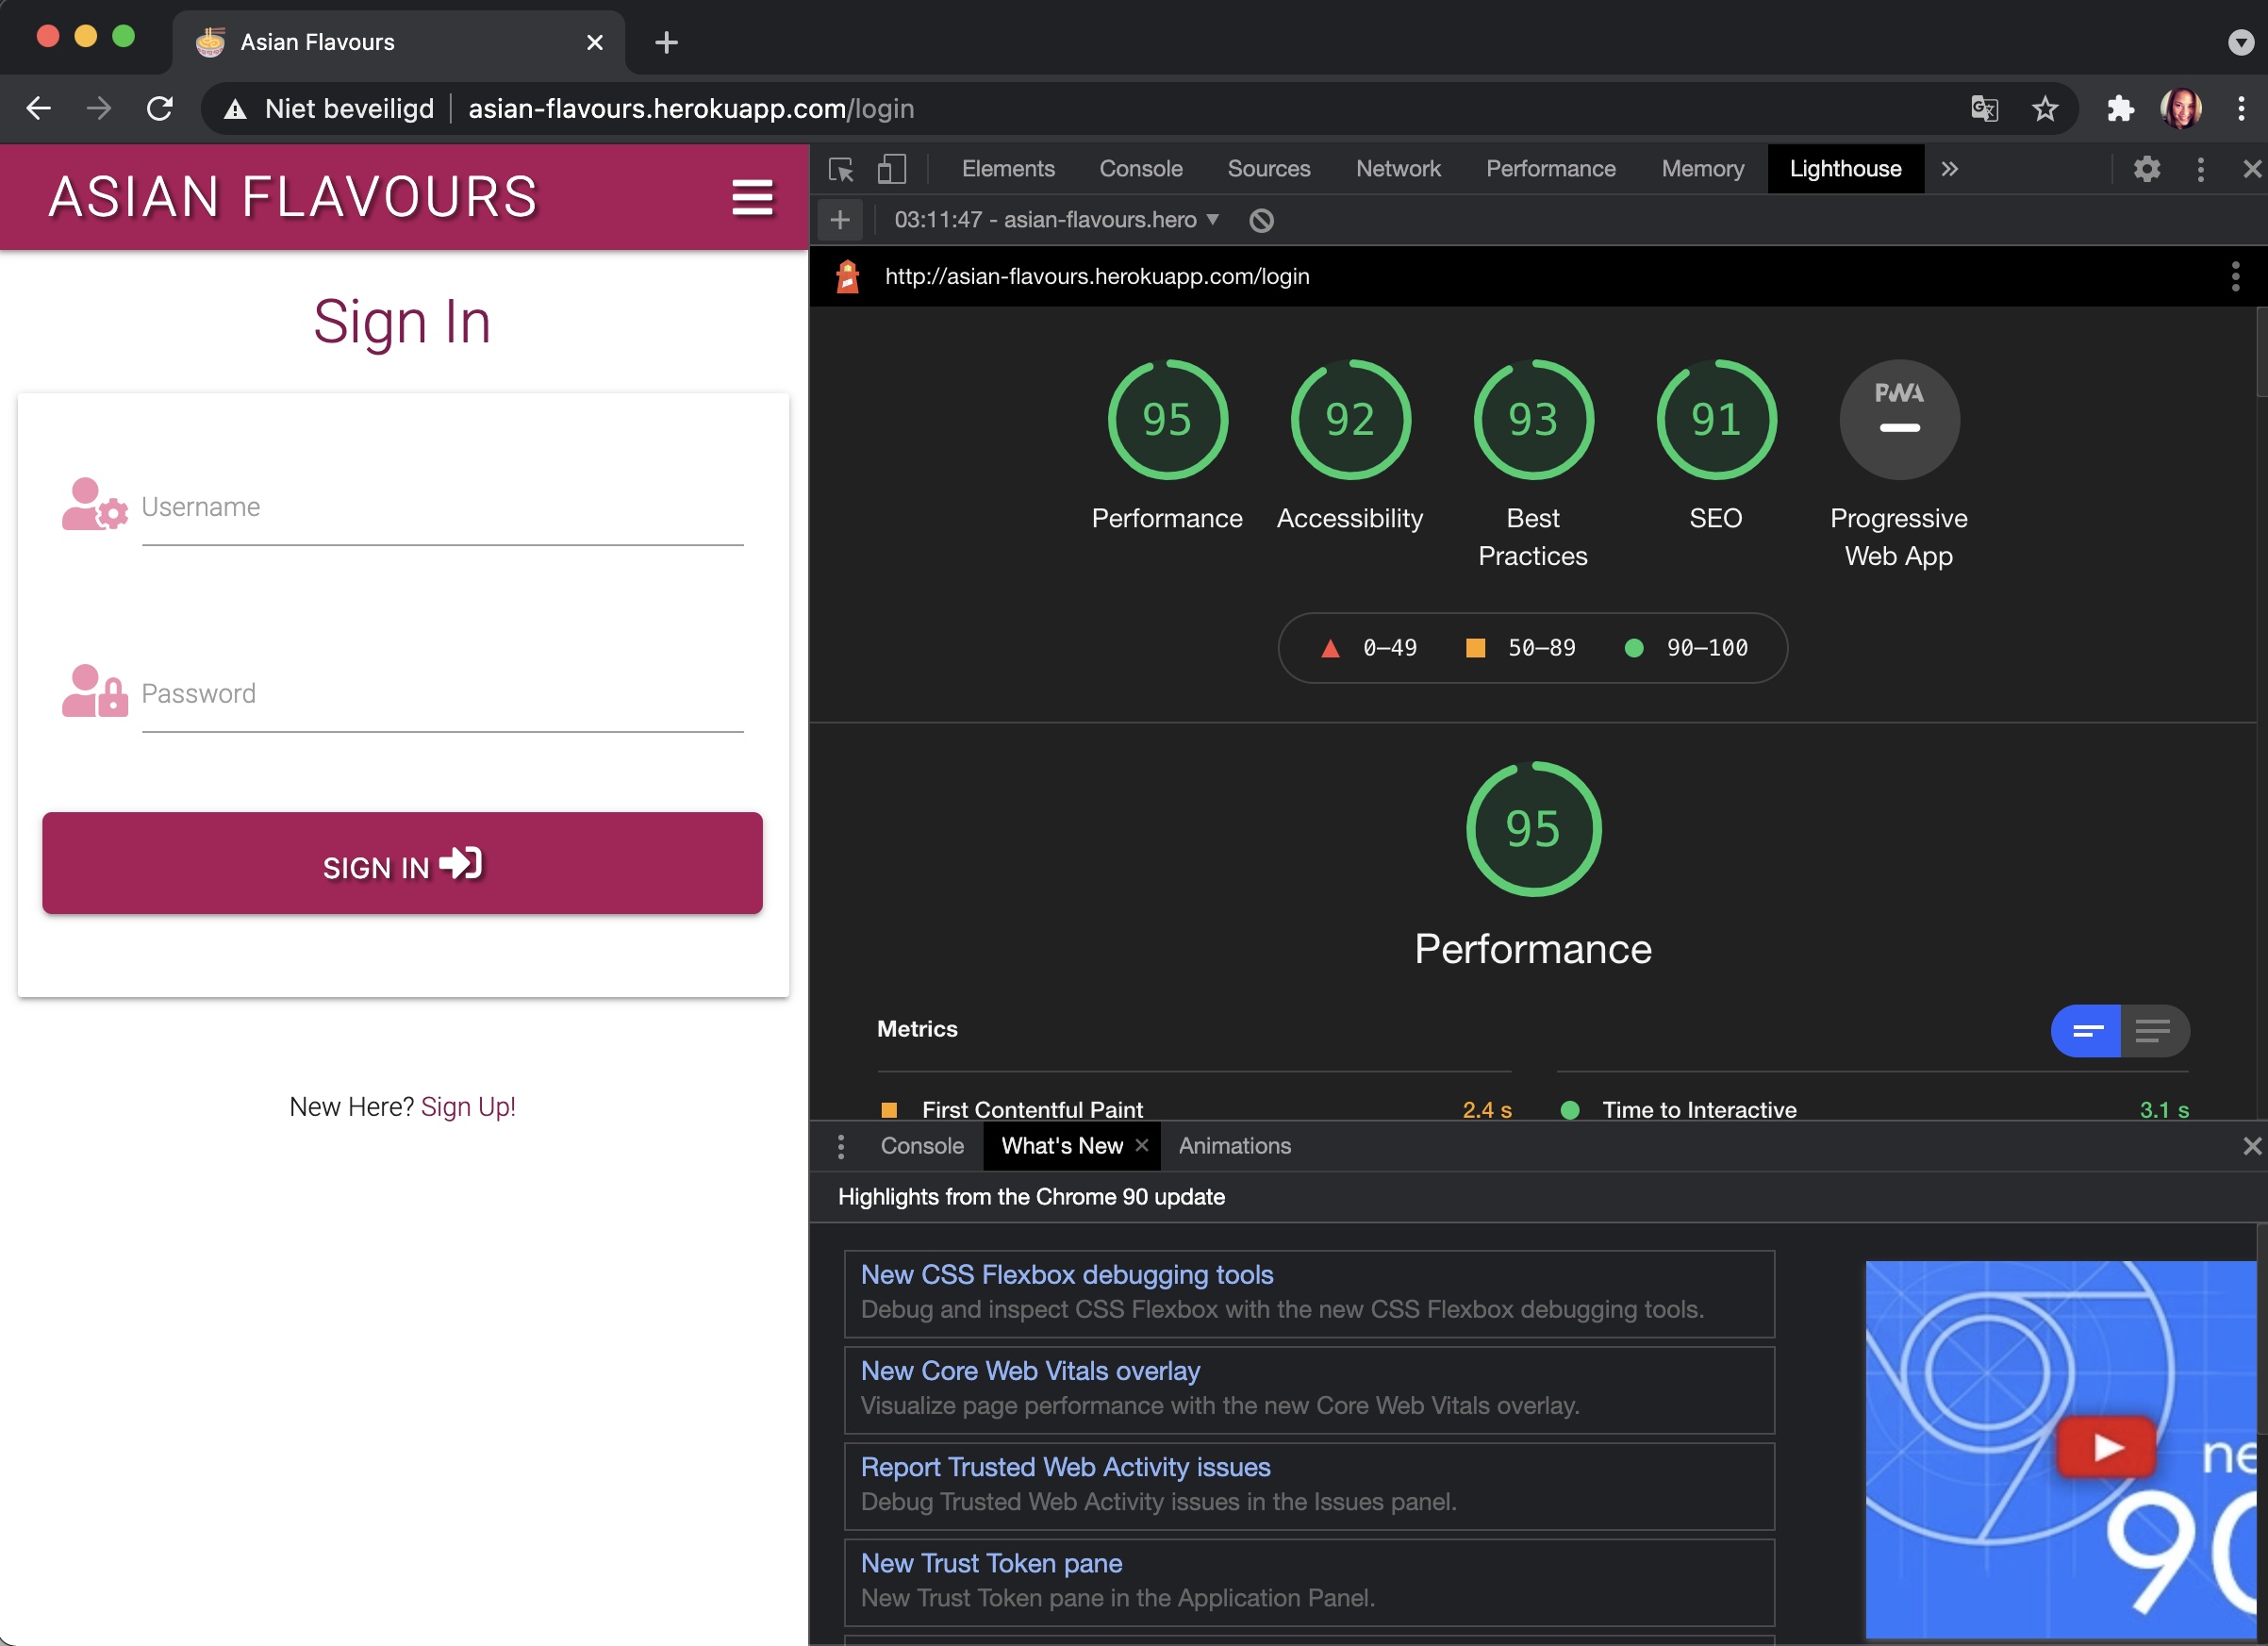 Asian Flavours
Niet beveiligd
asian-flavours.herokuapp.com/login
ASIAN FLAVOURS
Sign In
Username
Password
SIGN IN
New Here? Sign Up!
Elements Console Sources Network Performance Memory Lighthouse
03:11:47 - asian-flavours.hero
http://asian-flavours.herokuapp.com/login
95 92 93 91 PWA
Performance Accessibility Best Practices SEO Progressive Web App
0–49 50–89 90–100
95
Performance
Metrics
First Contentful Paint 2.4 s Time to Interactive 3.1 s
Console What's New Animations
Highlights from the Chrome 90 update
New CSS Flexbox debugging tools
Debug and inspect CSS Flexbox with the new CSS Flexbox debugging tools.
New Core Web Vitals overlay
Visualize page performance with the new Core Web Vitals overlay.
Report Trusted Web Activity issues
Debug Trusted Web Activity issues in the Issues panel.
New Trust Token pane
New Trust Token pane in the Application Panel.